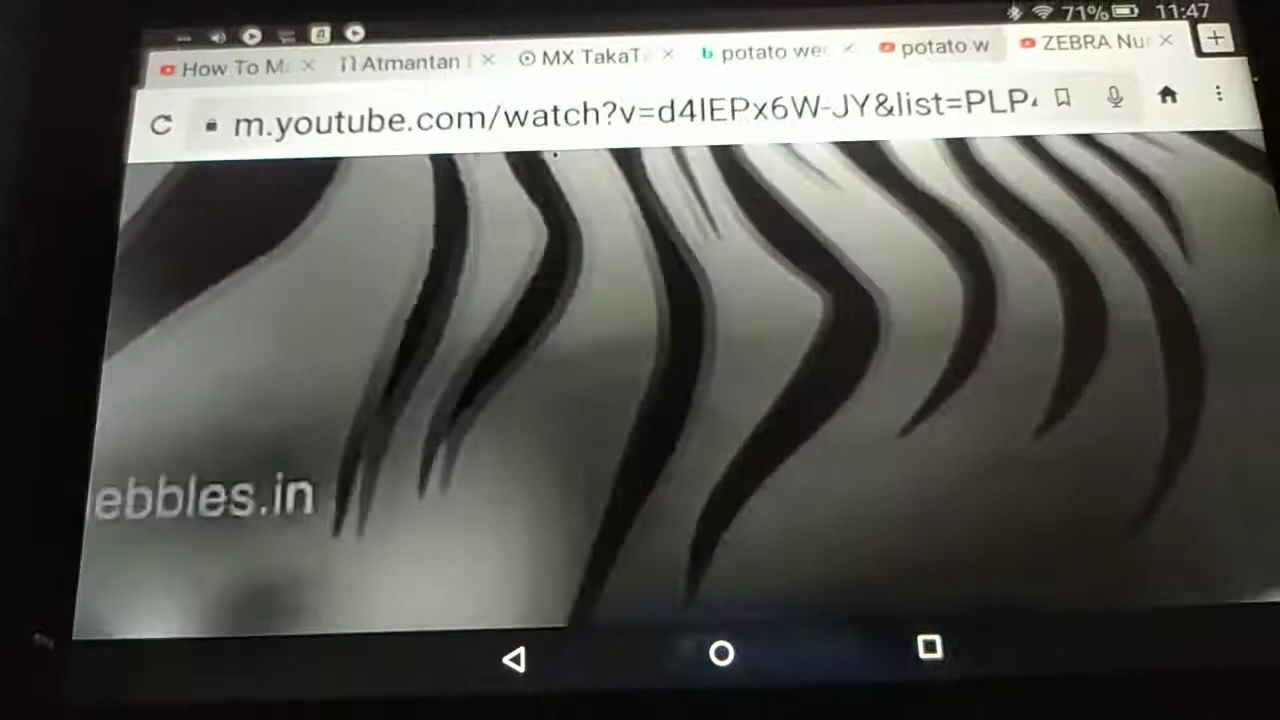 71% 11:47
How To M
Atmantan
MX TakaT
potato we
potato w
ZEBRA Nu
m.youtube.com/watch?v=d4lEPx6W-JY&list=PLP
ebbles.in